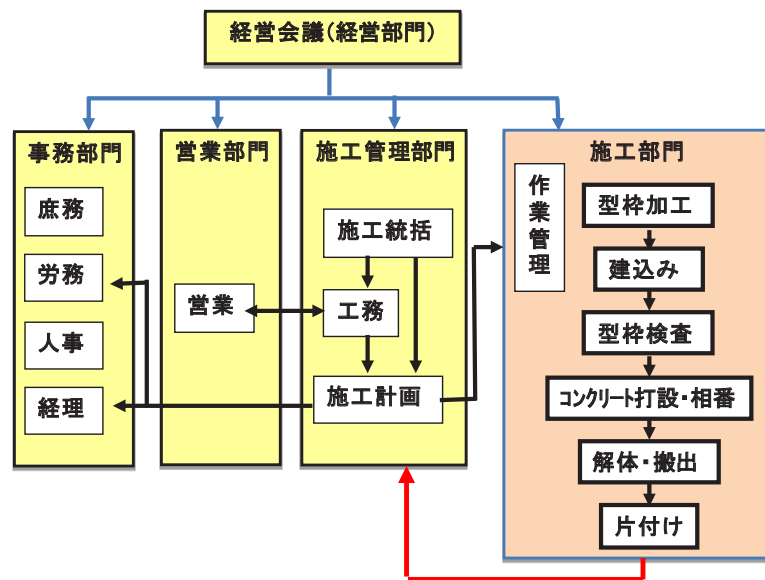 経営会議(経営部門)
事務部門
庶務
労務
人事
経理
営業部門
営業
施工管理部門
施工統括
工務
施工計画
施工部門
作業管理
型枠加工
建込み
型枠検査
コンクリート打設・相番
解体・搬出
片付け